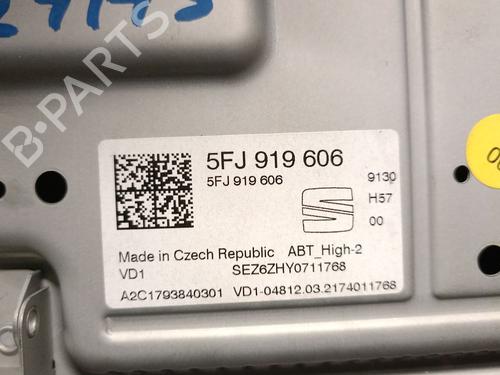 B-PARTS
5FJ 919 606
5FJ 919 606
9130
H57
00
Made in Czech Republic ABT_High-2
VD1 SEZ6ZHY0711768
A2C1793840301 VD1-04812.03.2174011768